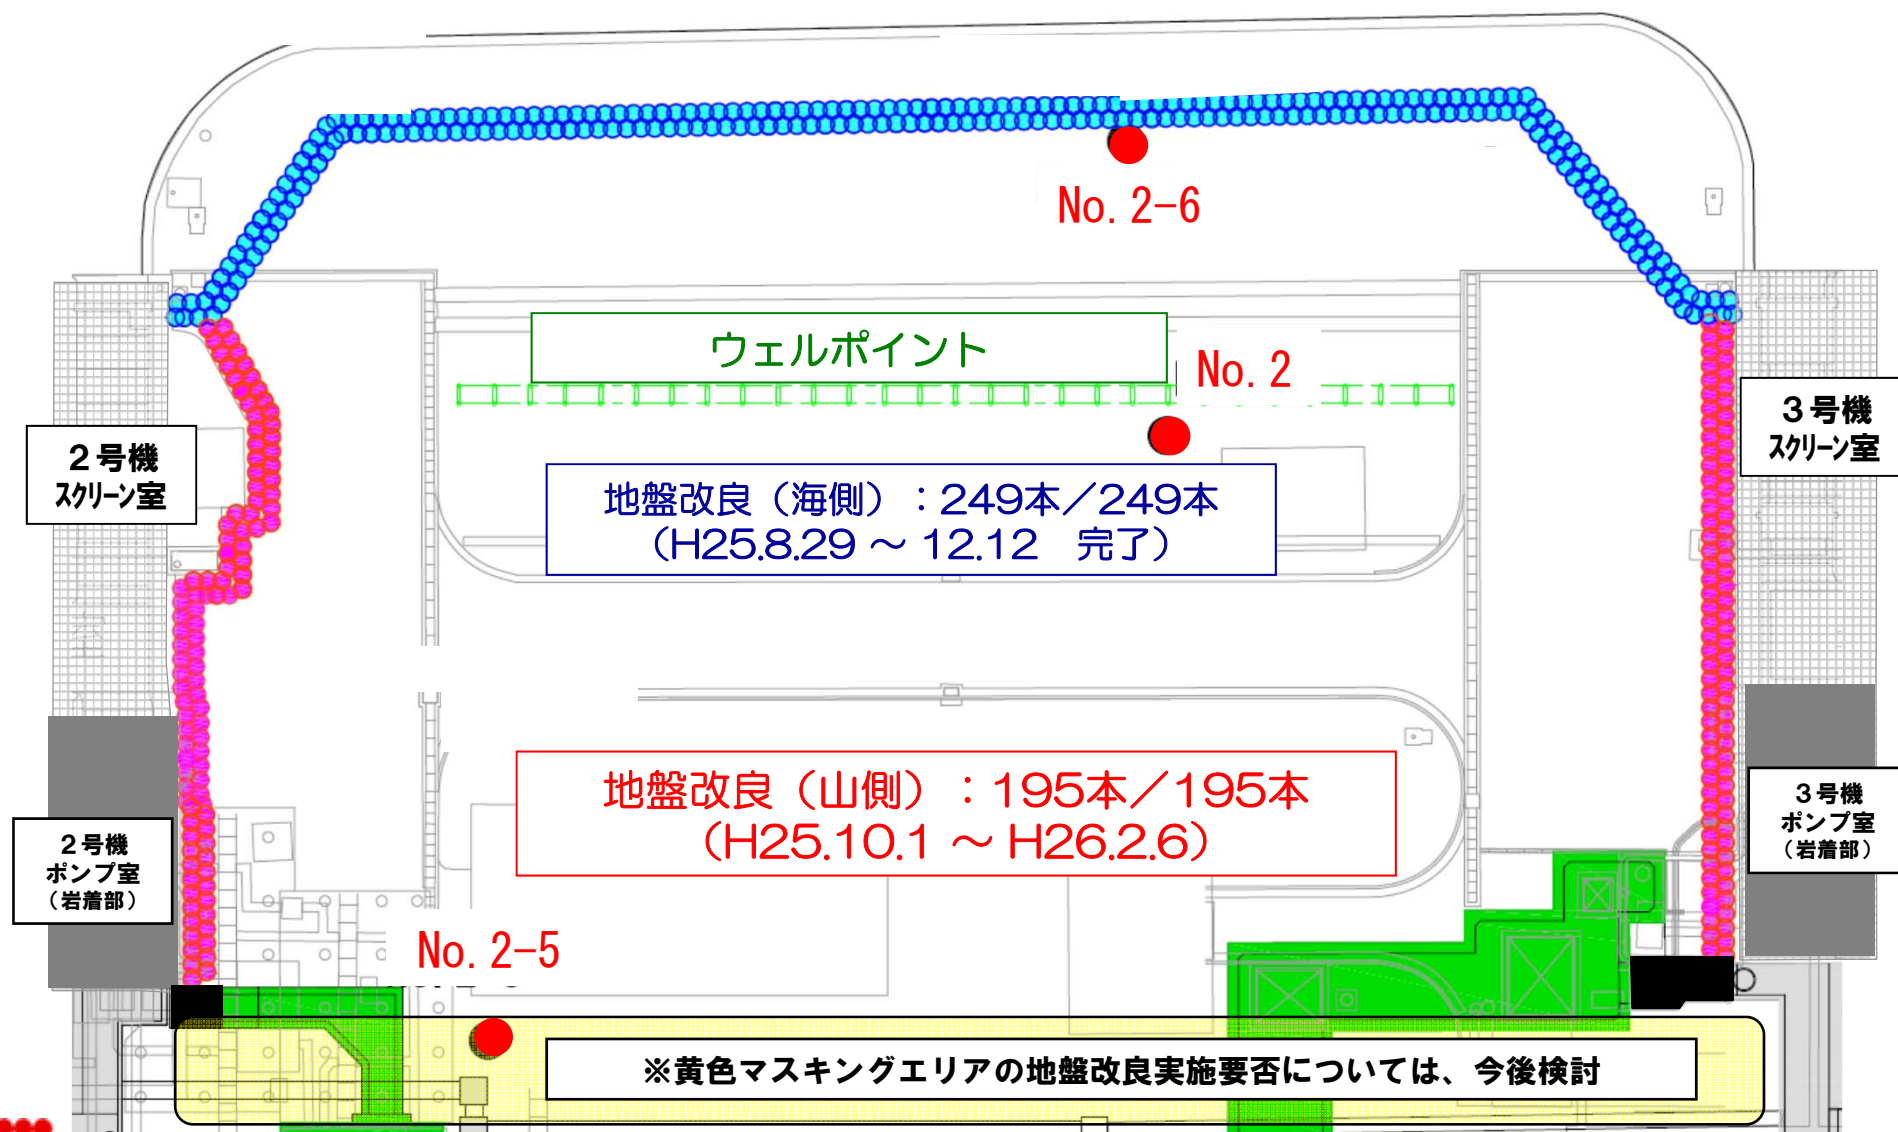 No. 2-6
ウェルポイント
No. 2
2号機
スクリーン室
3号機
スクリーン室
地盤改良（海側）：249本／249本
（H25.8.29 ～ 12.12　完了）
地盤改良（山側）：195本／195本
（H25.10.1 ～ H26.2.6）
2号機
ポンプ室
（岩着部）
3号機
ポンプ室
（岩着部）
No. 2-5
※黄色マスキングエリアの地盤改良実施要否については、今後検討